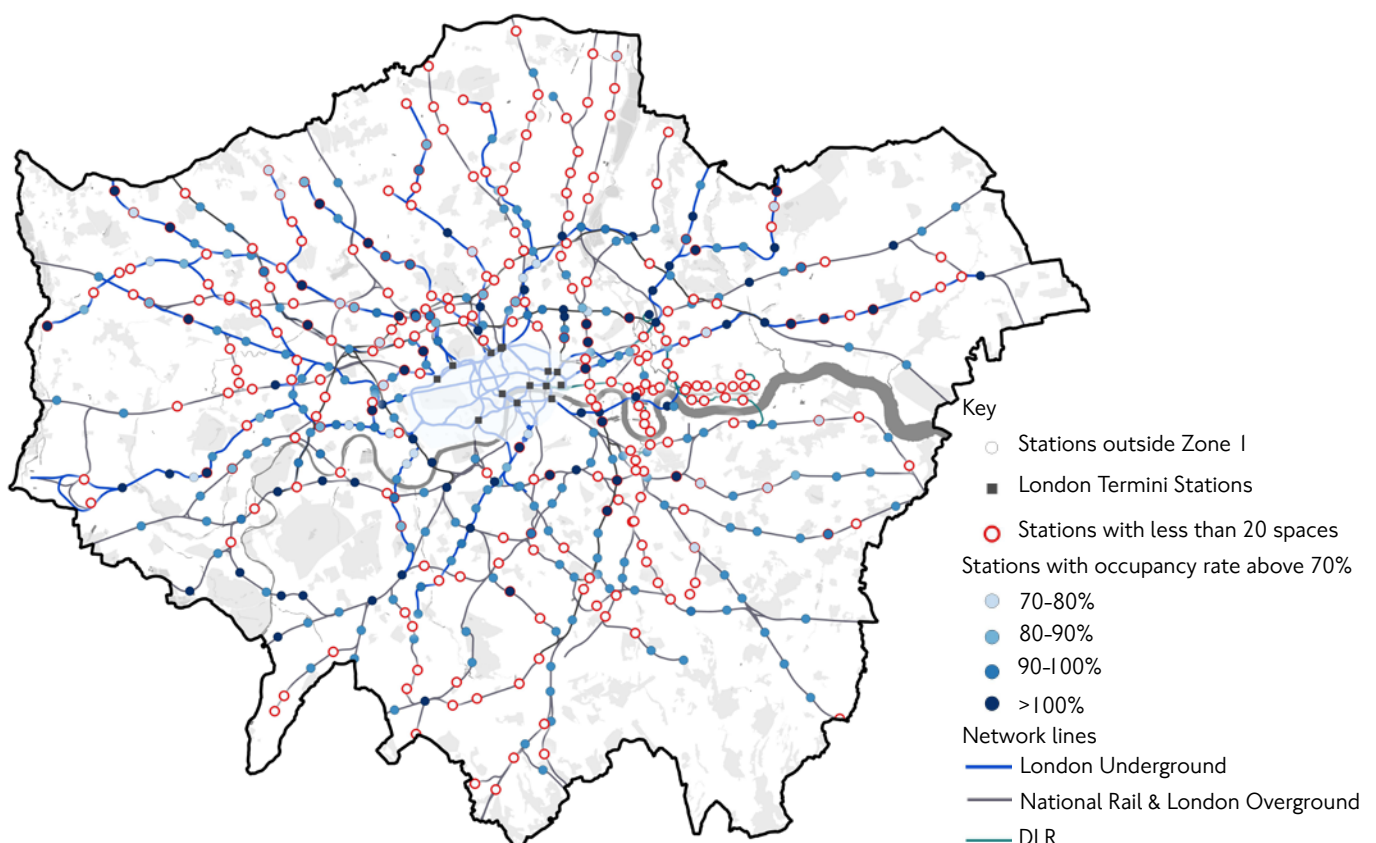 Key
Stations outside Zone 1
London Termini Stations
Stations with less than 20 spaces
Stations with occupancy rate above 70%
70-80%
80-90%
90-100%
>100%
Network lines
London Underground
National Rail & London Overground
DLR